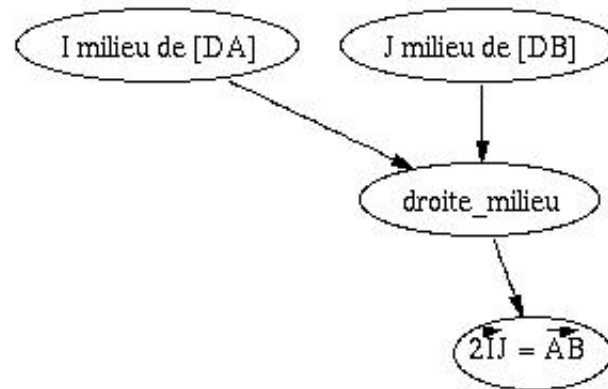 I milieu de [DA]
J milieu de [DB]
droite_milieu
2IJ = AB